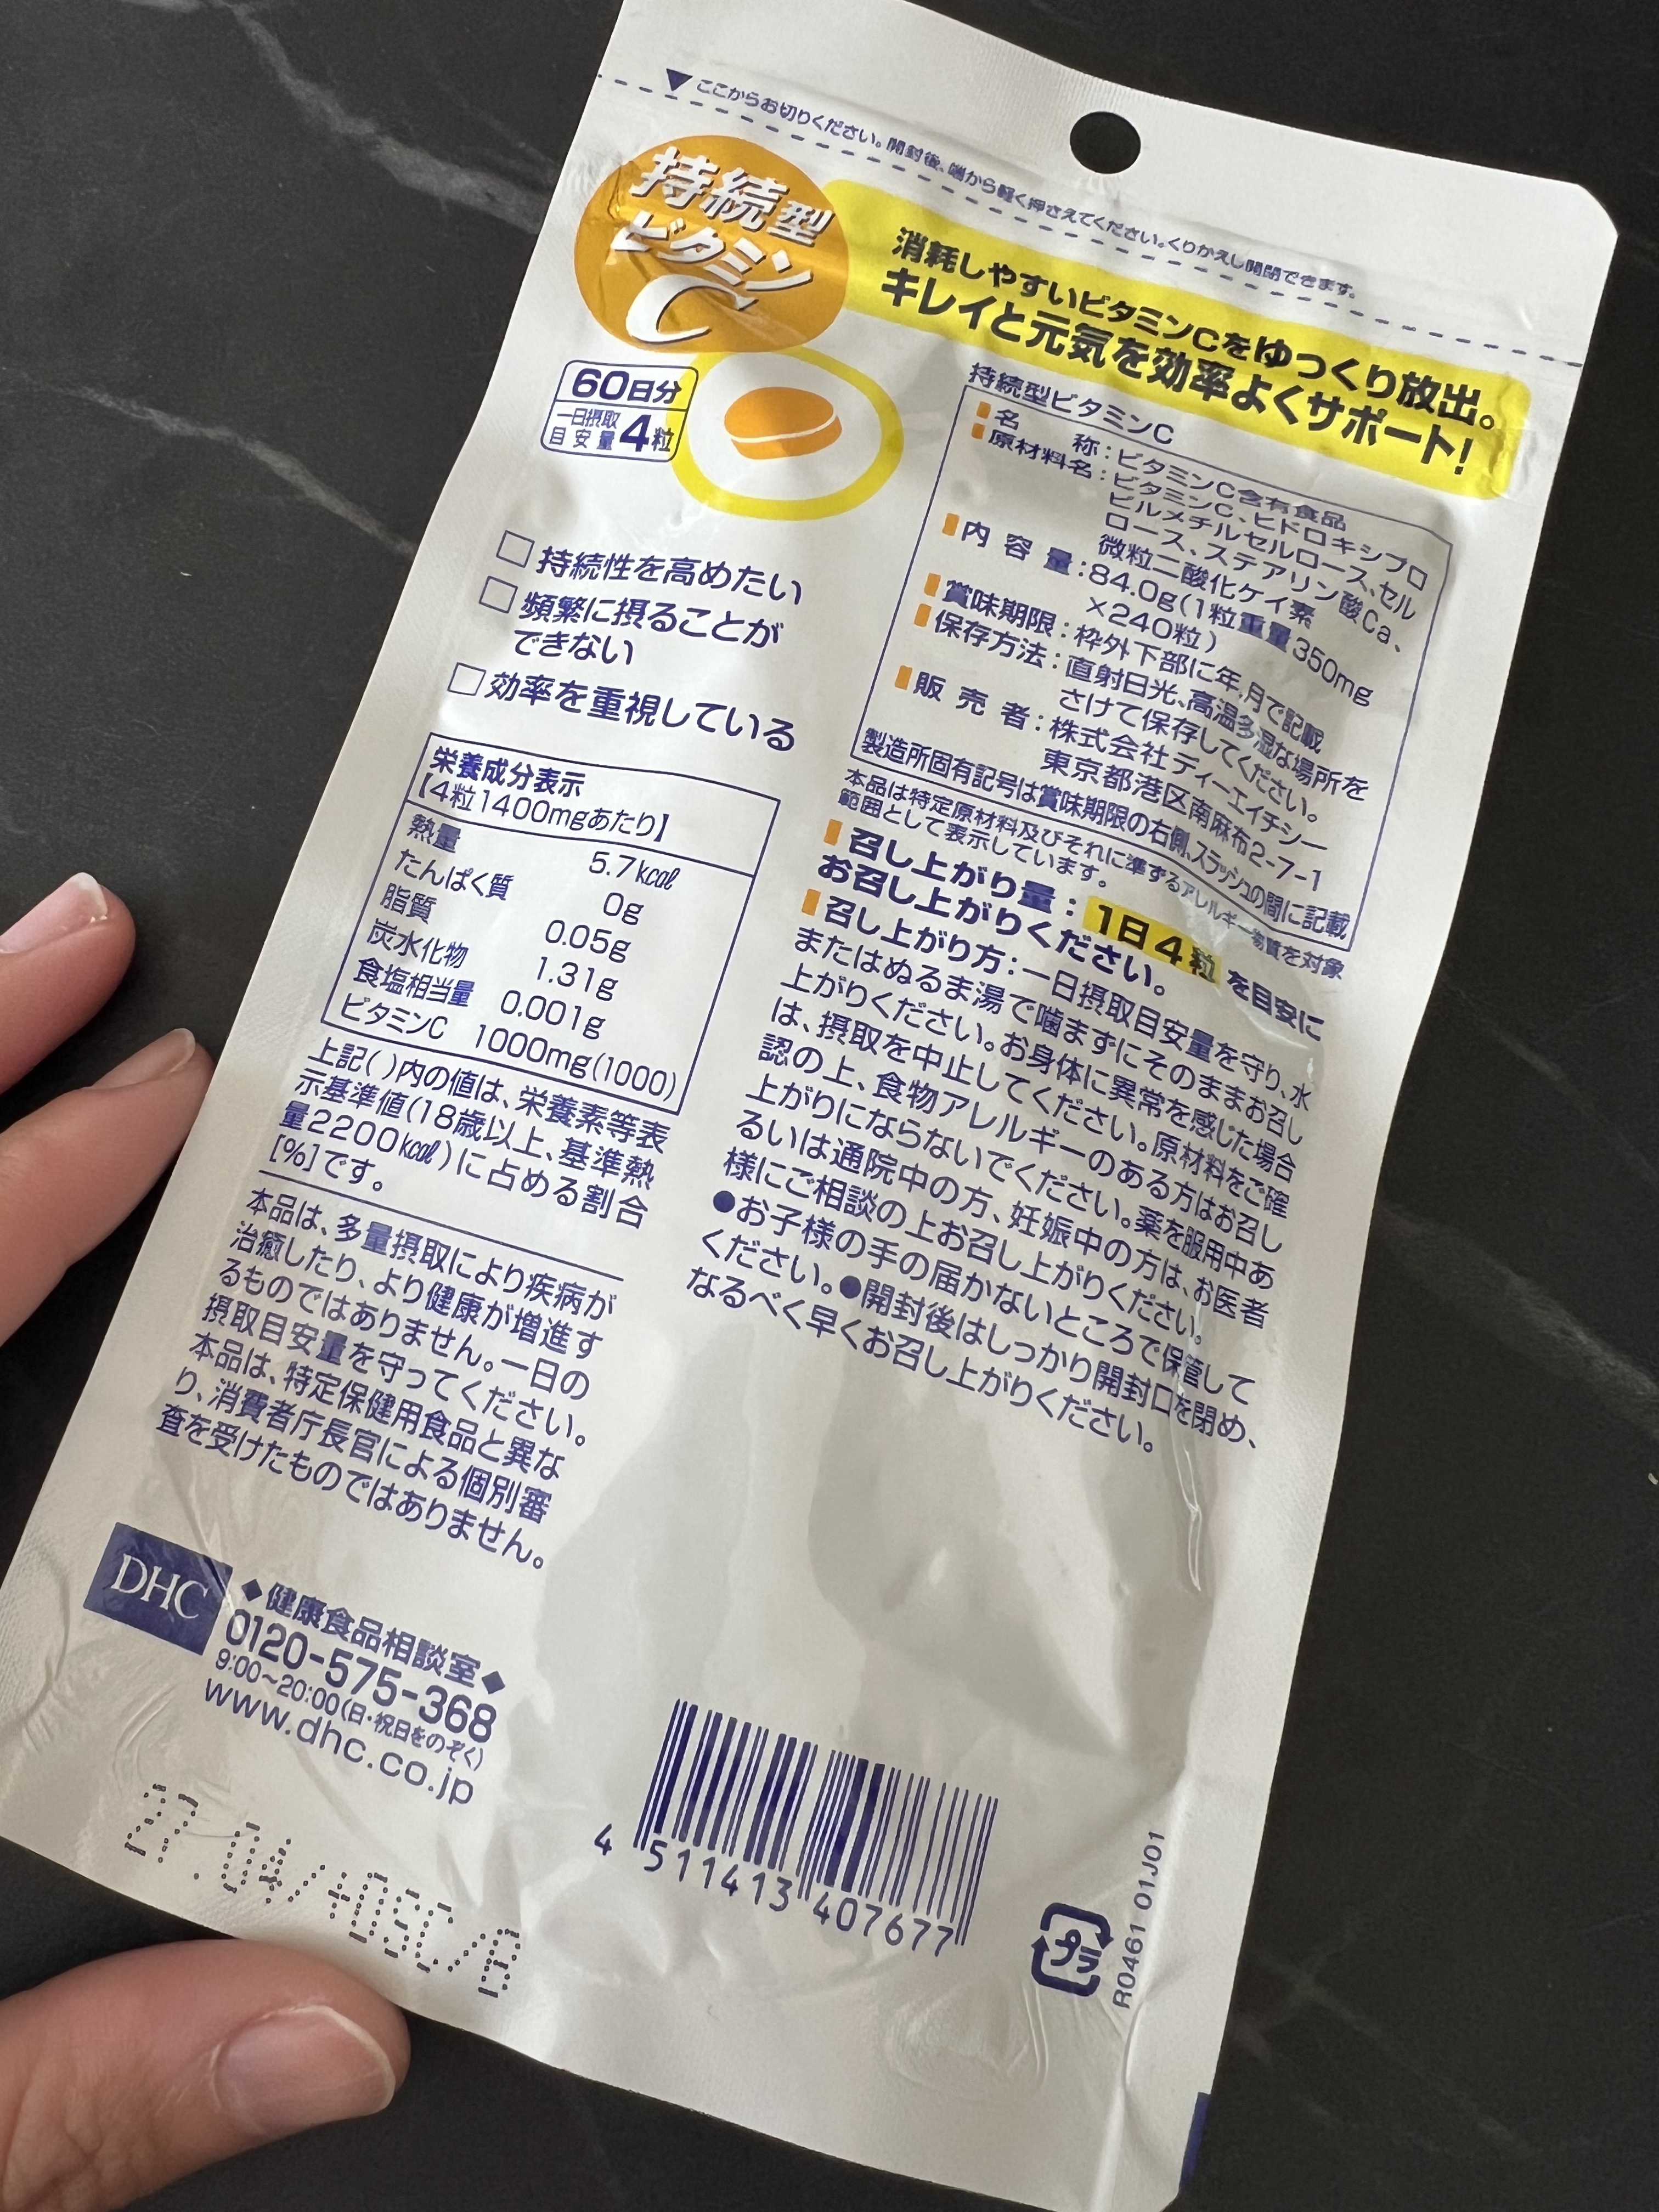 ▼ここからお切りください。開封後、端から軽く押さえてください。くりかえし開閉できます。
持続型
ビタミン
C
消耗しやすいビタミンCをゆっくり放出。
キレイと元気を効率よくサポート!
60日分
一日摂取
目安量4粒
□持続性を高めたい
□頻繁に摂ることが
できない
□効率を重視している
栄養成分表示
【4粒1400mgあたり】
熱量 5.7kcal
たんぱく質 0g
脂質 0.05g
炭水化物 1.31g
食塩相当量 0.001g
ビタミンC 1000mg(1000)
上記( )内の値は、栄養素等表
示基準値(18歳以上、基準熱
量2200kcal)に占める割合
[%]です。
本品は、多量摂取により疾病が
治癒したり、より健康が増進す
るものではありません。一日の
摂取目安量を守ってください。
本品は、特定保健用食品と異な
り、消費者庁長官による個別審
査を受けたものではありません。
持続型ビタミンC
名称:ビタミンC含有食品
原材料名:ビタミンC、ヒドロキシプロ
ピルメチルセルロース、セル
ロース、ステアリン酸Ca、
微粒二酸化ケイ素
内容量:84.0g(1粒重量350mg
×240粒)
賞味期限:枠外下部に年,月で記載
保存方法:直射日光、高温多湿な場所を
さけて保存してください。
販売者:株式会社ディーエイチシー
東京都港区南麻布2-7-1
製造所固有記号は賞味期限の右側、スラッシュの間に記載
本品は特定原材料及びそれに準ずるアレルギー物質を対象
範囲として表示しています。
召し上がり量:1日4粒を目安に
お召し上がりください。
召し上がり方:一日摂取目安量を守り、水
またはぬるま湯で噛まずにそのままお召し
上がりください。お身体に異常を感じた場合
は、摂取を中止してください。原材料をご確
認の上、食物アレルギーのある方はお召し
上がりにならないでください。薬を服用中あ
るいは通院中の方、妊娠中の方は、お医者
様にご相談の上お召し上がりください。
●お子様の手の届かないところで保管して
ください。●開封後はしっかり開封口を閉め、
なるべく早くお召し上がりください。
DHC
◆健康食品相談室◆
0120-575-368
9:00~20:00(日・祝日をのぞく)
www.dhc.co.jp
27.04/+DSC/B
4 511413 407677
プラ
R0461 01J01